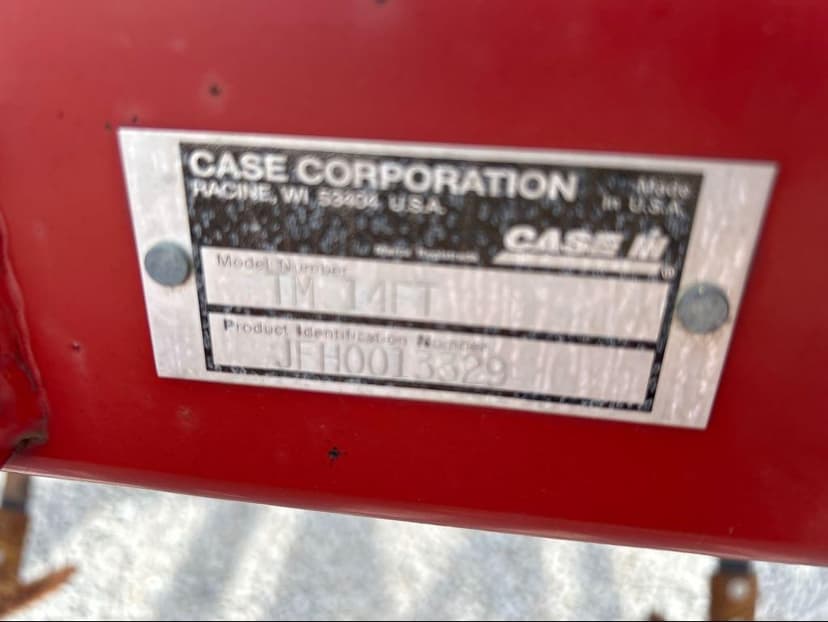 CASE CORPORATION
RACINE, WI 53404 U.S.A.
Made
in U.S.A.
CASE IH
®
Model Number
TM 14FT
Product Identification Number
JFH0013329